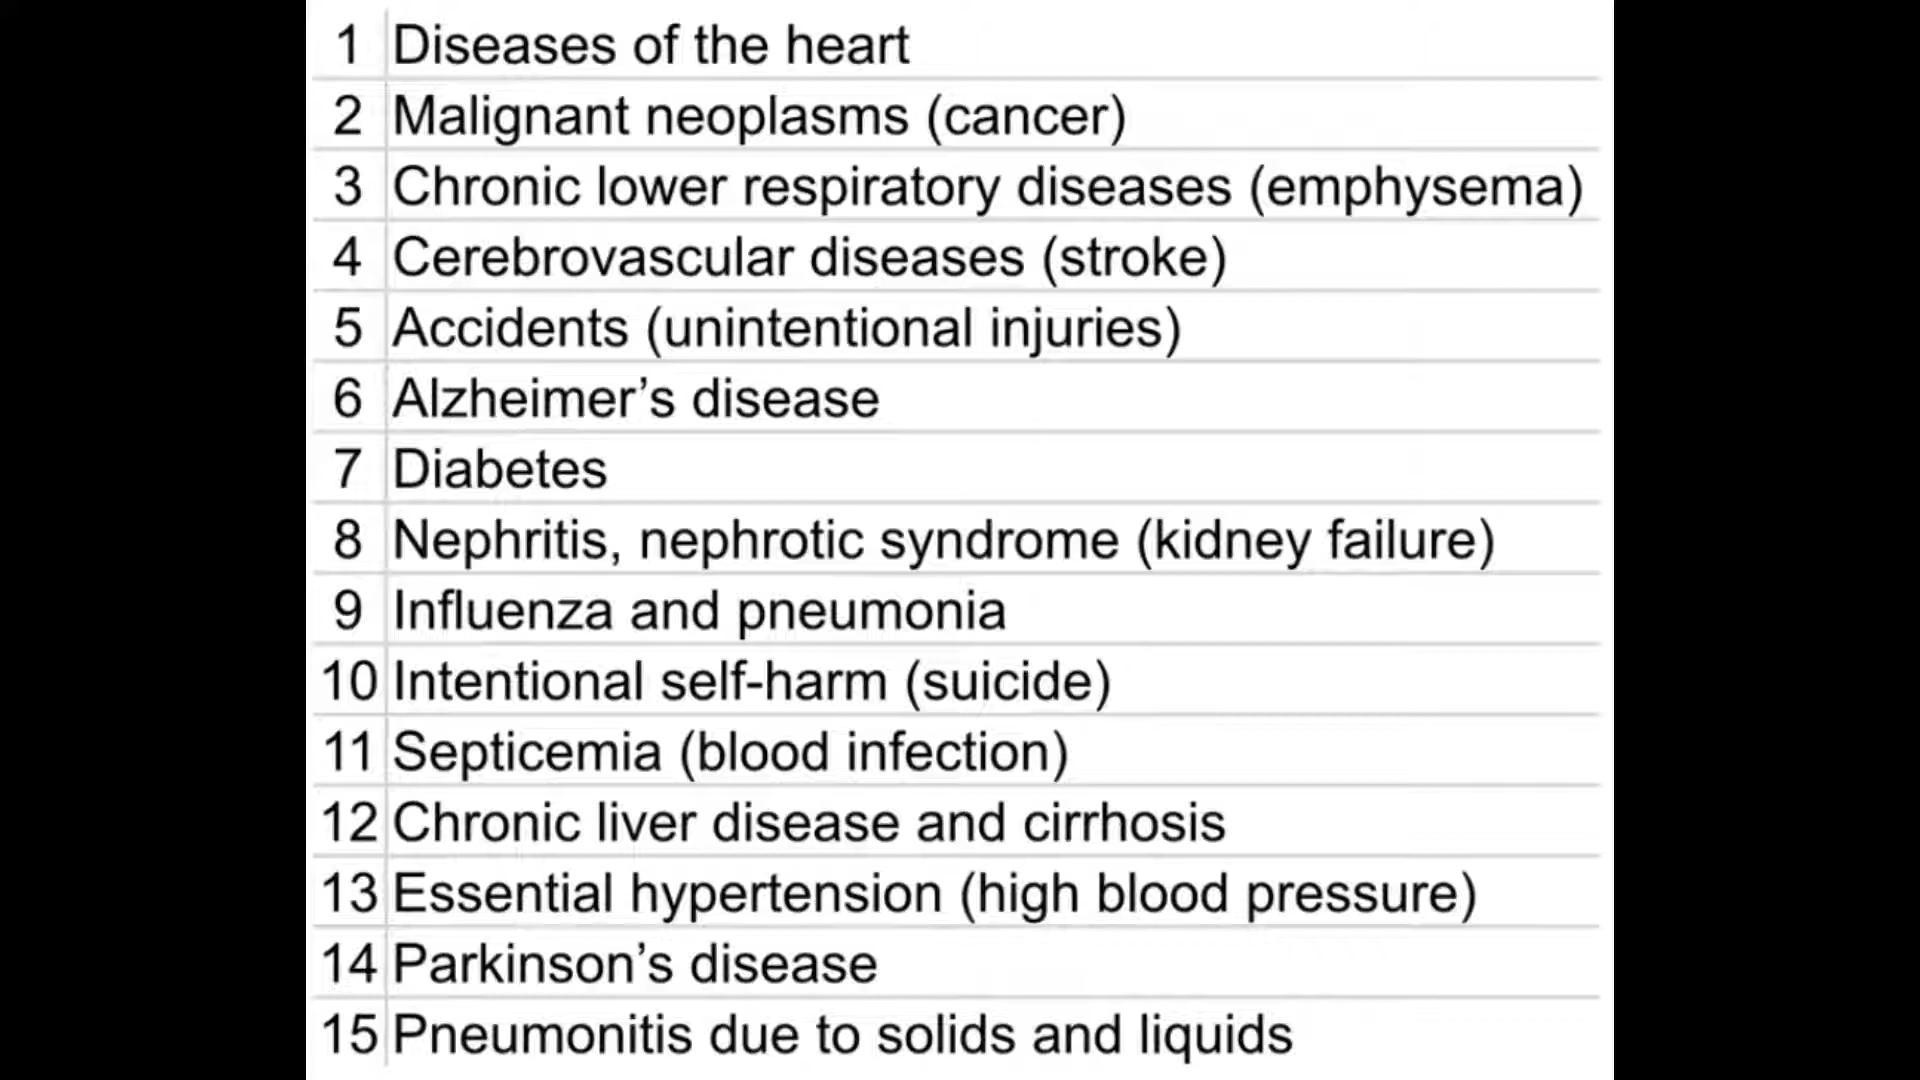 1 Diseases of the heart
2 Malignant neoplasms (cancer)
3 Chronic lower respiratory diseases (emphysema)
4 Cerebrovascular diseases (stroke)
5 Accidents (unintentional injuries)
6 Alzheimer’s disease
7 Diabetes
8 Nephritis, nephrotic syndrome (kidney failure)
9 Influenza and pneumonia
10 Intentional self-harm (suicide)
11 Septicemia (blood infection)
12 Chronic liver disease and cirrhosis
13 Essential hypertension (high blood pressure)
14 Parkinson’s disease
15 Pneumonitis due to solids and liquids